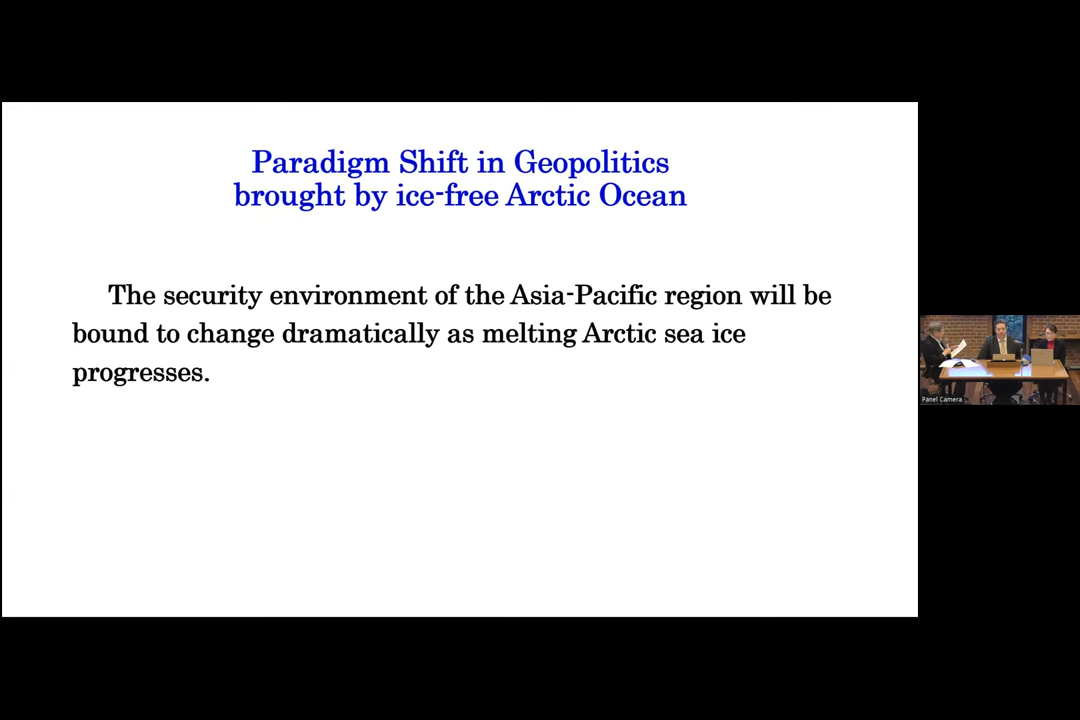 Paradigm Shift in Geopolitics
brought by ice-free Arctic Ocean
The security environment of the Asia-Pacific region will be
bound to change dramatically as melting Arctic sea ice
progresses.
Panel Camera